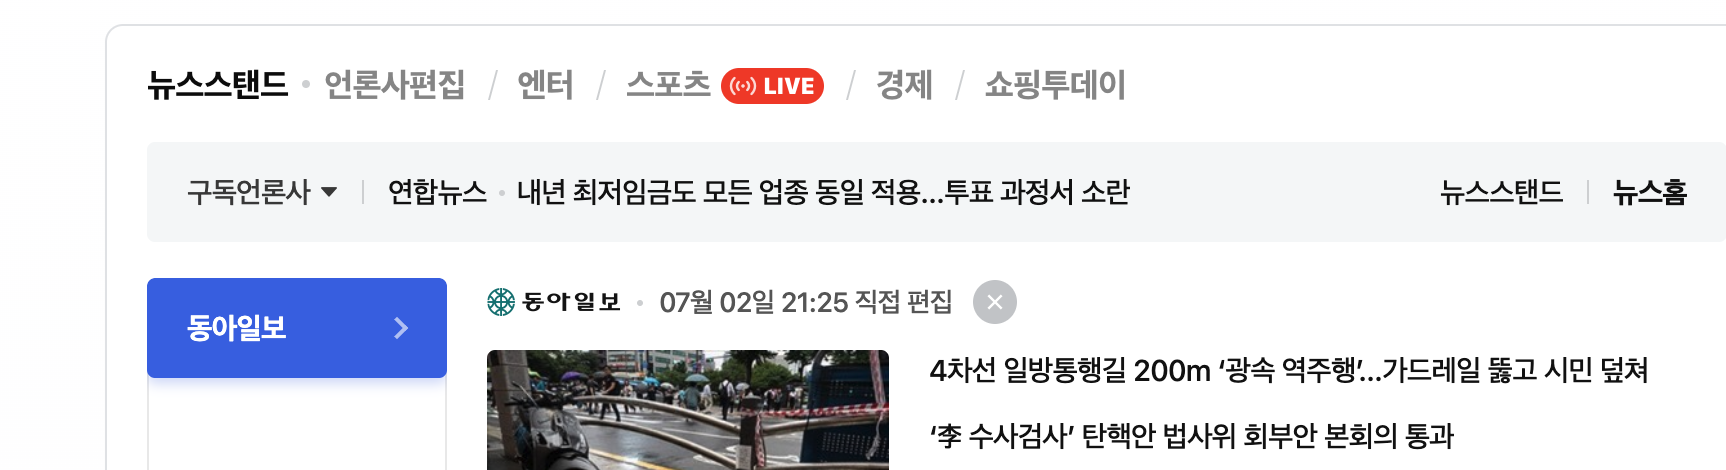 뉴스스탠드 • 언론사편집 / 엔터 / 스포츠 LIVE / 경제 / 쇼핑투데이
구독언론사 ▼ | 연합뉴스 • 내년 최저임금도 모든 업종 동일 적용...투표 과정서 소란 뉴스스탠드 | 뉴스홈
동아일보 >
동아일보 • 07월 02일 21:25 직접 편집 ×
4차선 일방통행길 200m ‘광속 역주행’...가드레일 뚫고 시민 덮쳐
‘李 수사검사’ 탄핵안 법사위 회부안 본회의 통과